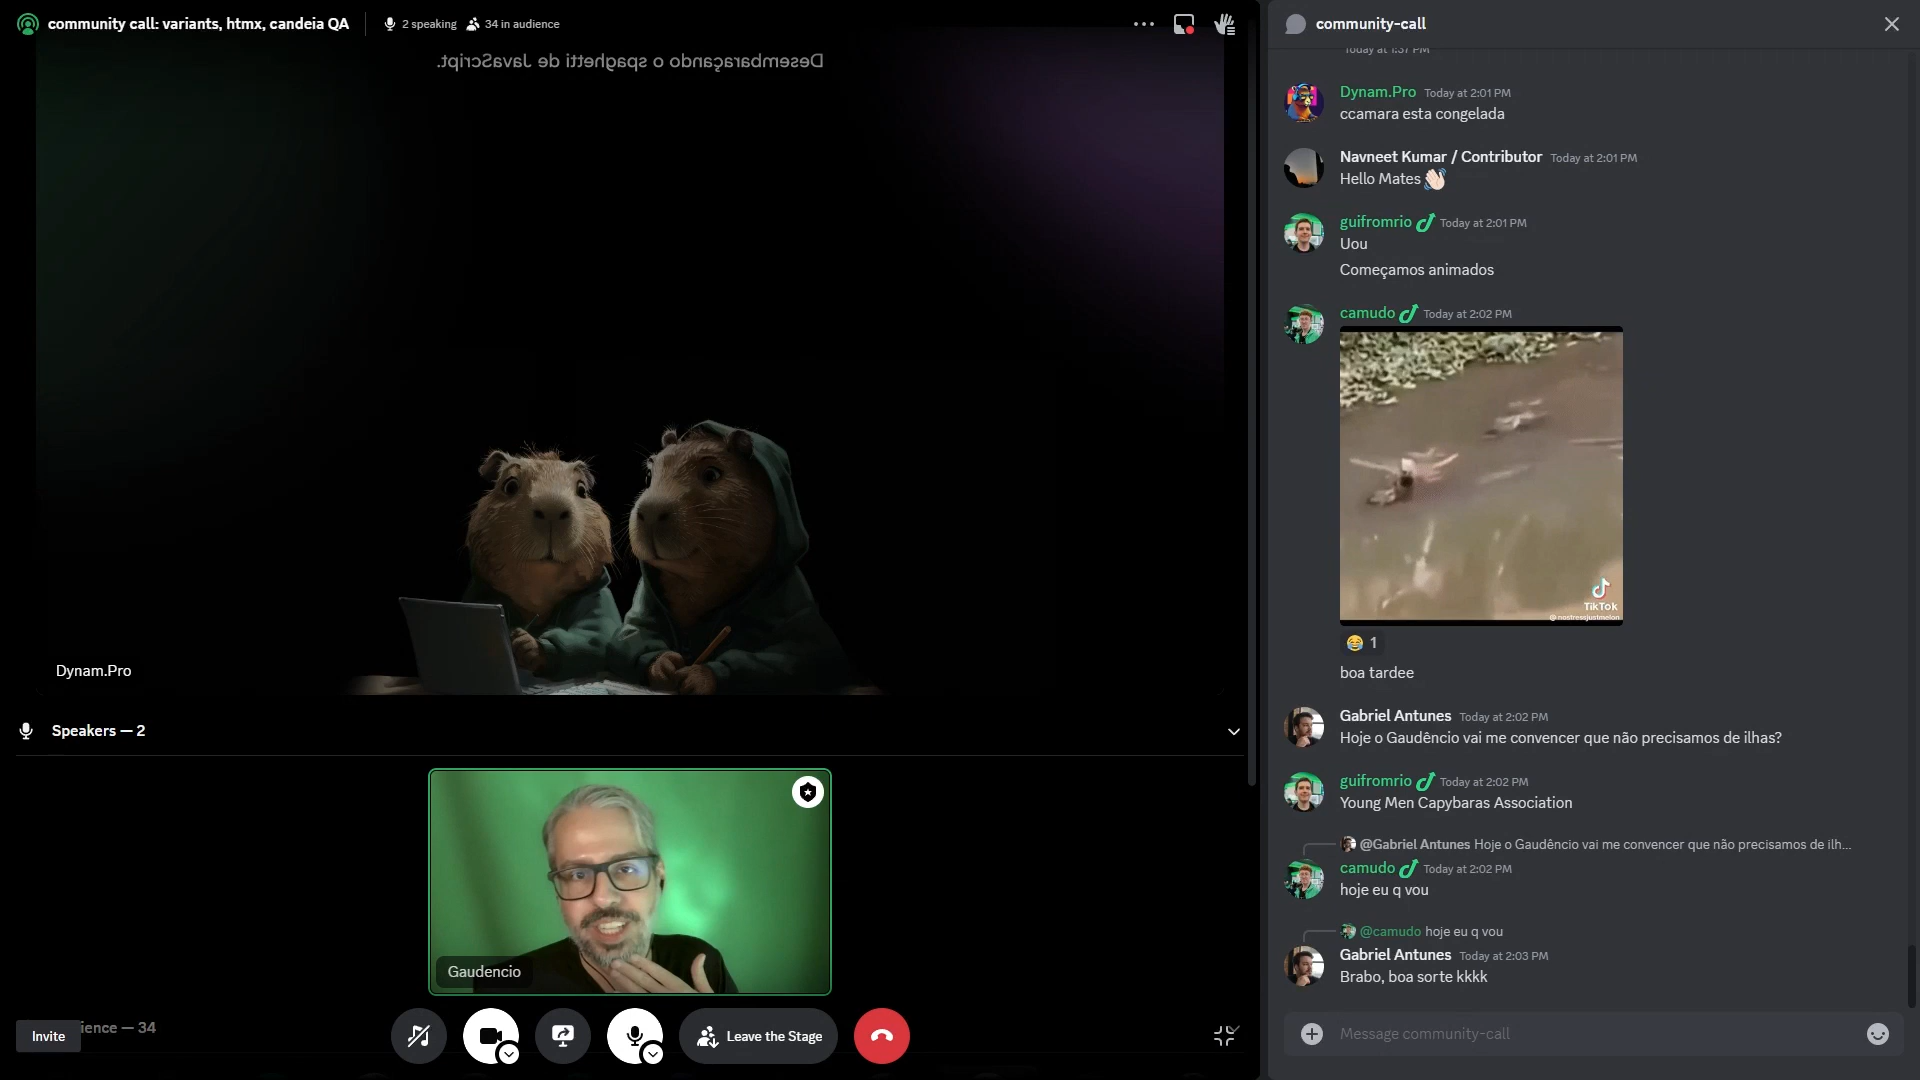 community call: variants, htmx, candeia QA
2 speaking
34 in audience
Desembaraçando o spaghetti de JavaScript.
Dynam.Pro
Speakers — 2
Gaudencio
ience — 34
Invite
Leave the Stage
community-call
Today at 1:37 PM
Dynam.Pro Today at 2:01 PM
ccamara esta congelada
Navneet Kumar / Contributor Today at 2:01 PM
Hello Mates 👋🏻
guifromrio Today at 2:01 PM
Uou
Começamos animados
camudo Today at 2:02 PM
TikTok
😂 1
boa tardee
Gabriel Antunes Today at 2:02 PM
Hoje o Gaudêncio vai me convencer que não precisamos de ilhas?
guifromrio Today at 2:02 PM
Young Men Capybaras Association
@Gabriel Antunes Hoje o Gaudêncio vai me convencer que não precisamos de ilh...
camudo Today at 2:02 PM
hoje eu q vou
@camudo hoje eu q vou
Gabriel Antunes Today at 2:03 PM
Brabo, boa sorte kkkk
Message community-call